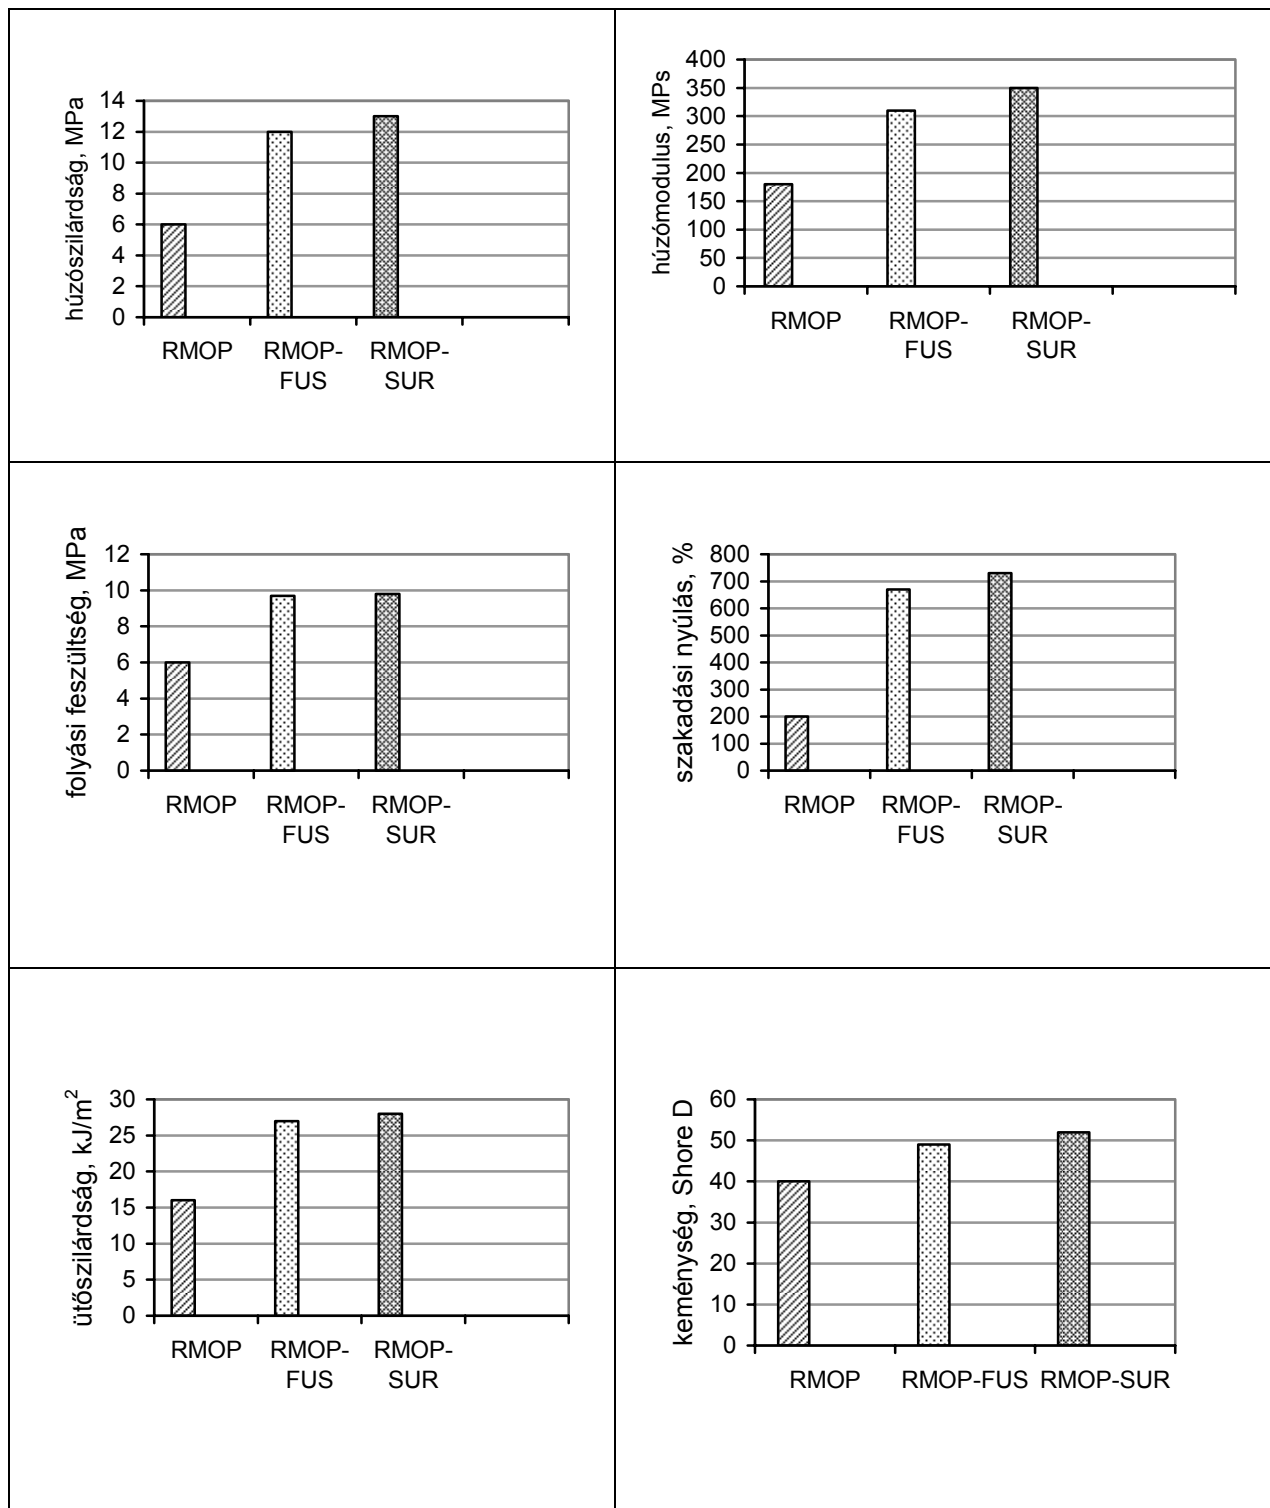 húzószilárdság, MPa
14
12
10
8
6
4
2
0
RMOP
RMOP-
FUS
RMOP-
SUR
húzómodulus, MPs
400
350
300
250
200
150
100
50
0
RMOP
RMOP-
FUS
RMOP-
SUR
folyási feszültség, MPa
12
10
8
6
4
2
0
RMOP
RMOP-
FUS
RMOP-
SUR
szakadási nyúlás, %
800
700
600
500
400
300
200
100
0
RMOP
RMOP-
FUS
RMOP-
SUR
ütőszilárdság, kJ/m²
30
25
20
15
10
5
0
RMOP
RMOP-
FUS
RMOP-
SUR
keménység, Shore D
60
50
40
30
20
10
0
RMOP
RMOP-FUS
RMOP-SUR